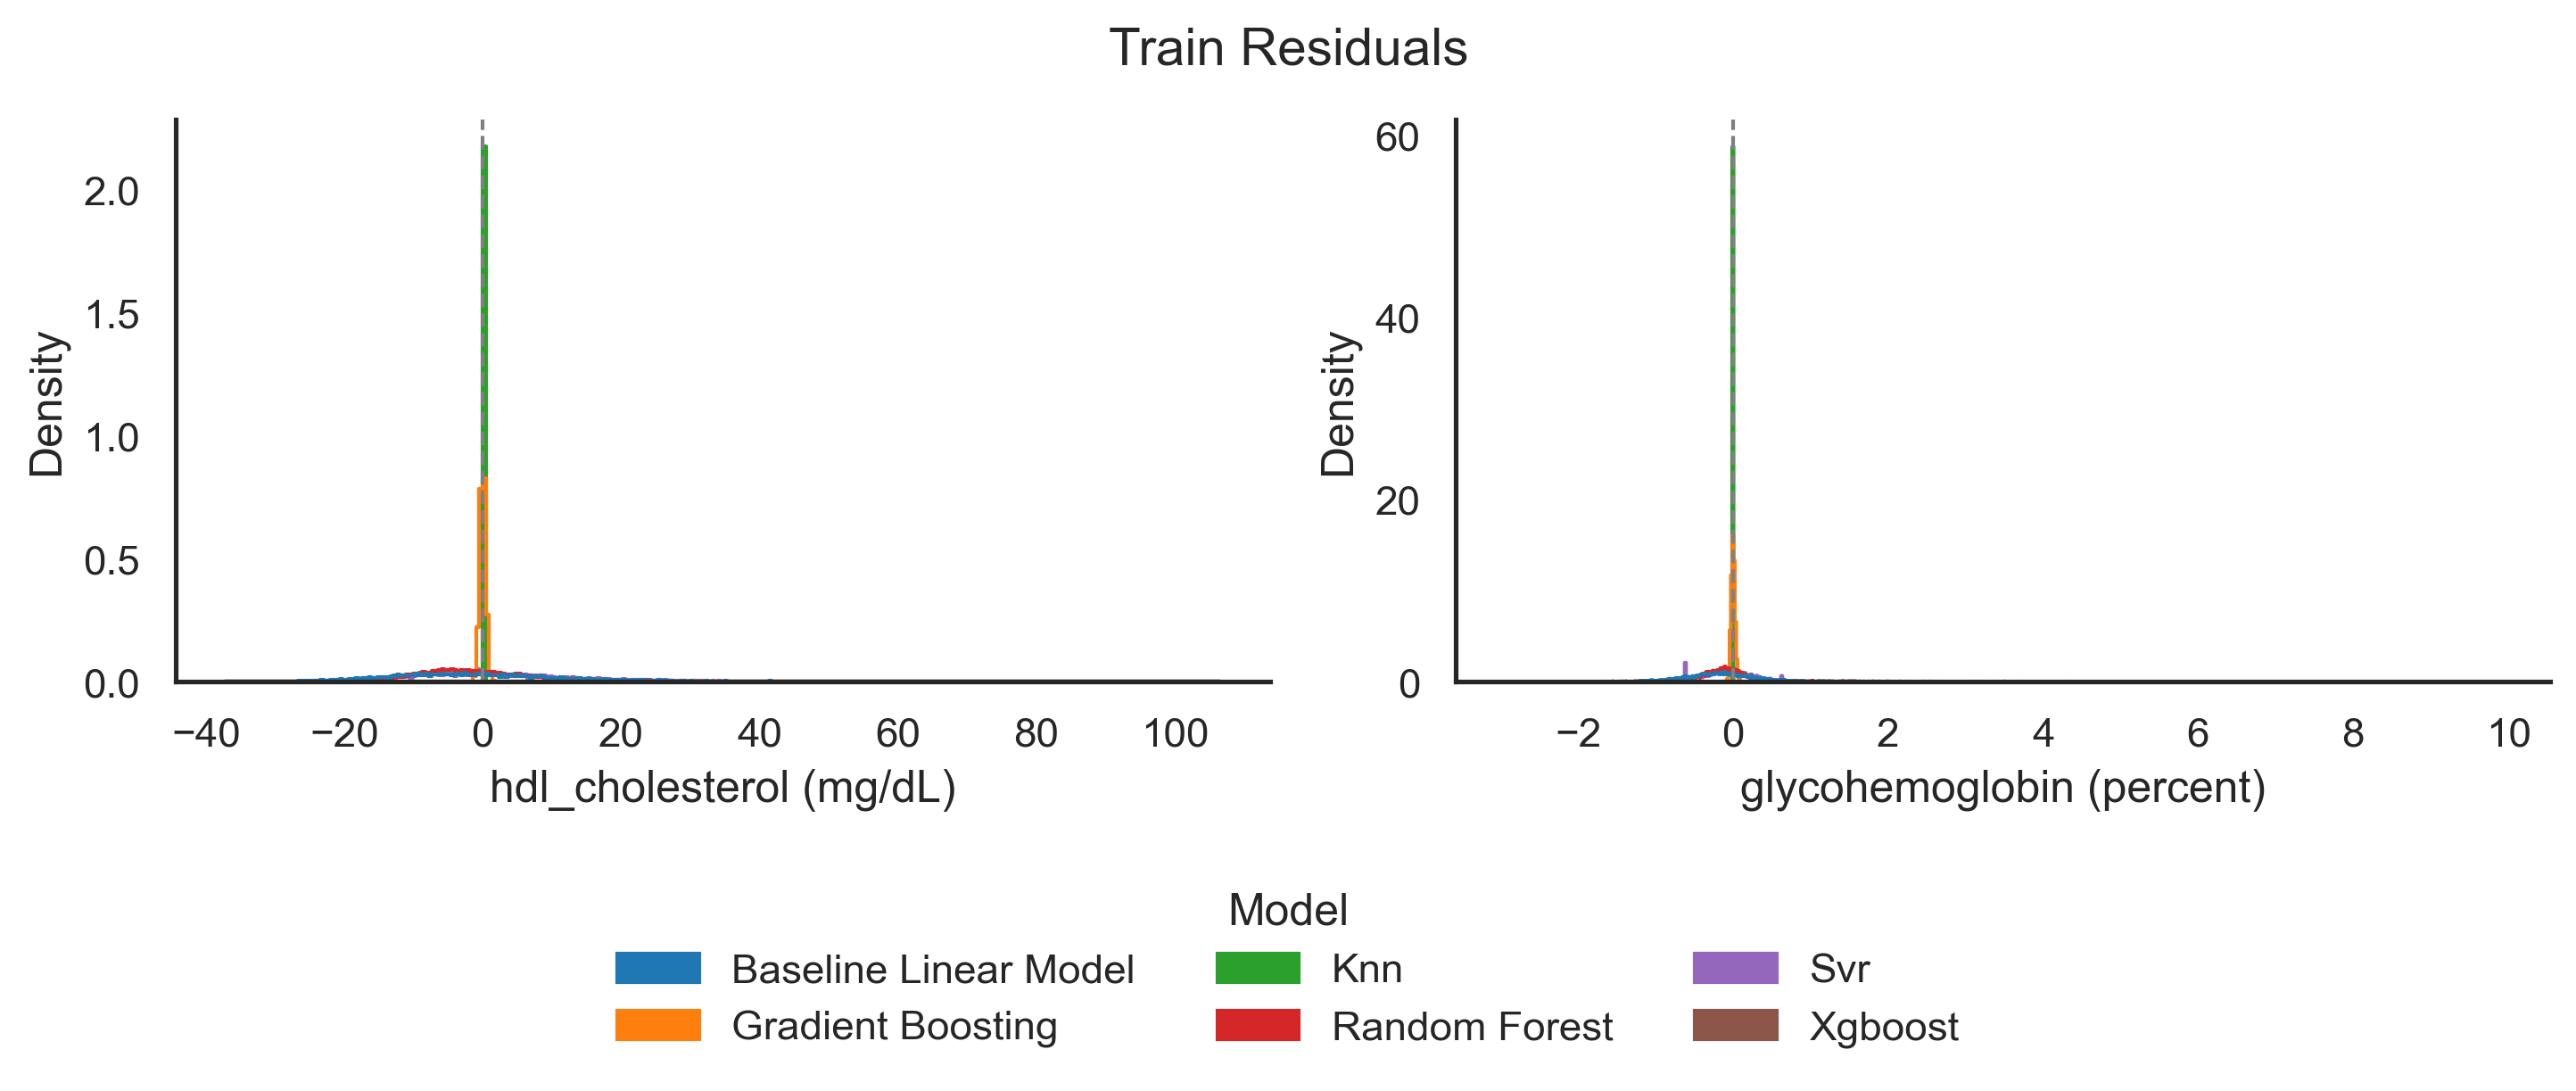 Train Residuals
Density
2.0
1.5
1.0
0.5
0.0
−40 −20 0 20 40 60 80 100
hdl_cholesterol (mg/dL)
Density
60
40
20
0
−2 0 2 4 6 8 10
glycohemoglobin (percent)
Model
Baseline Linear Model Knn Svr
Gradient Boosting Random Forest Xgboost